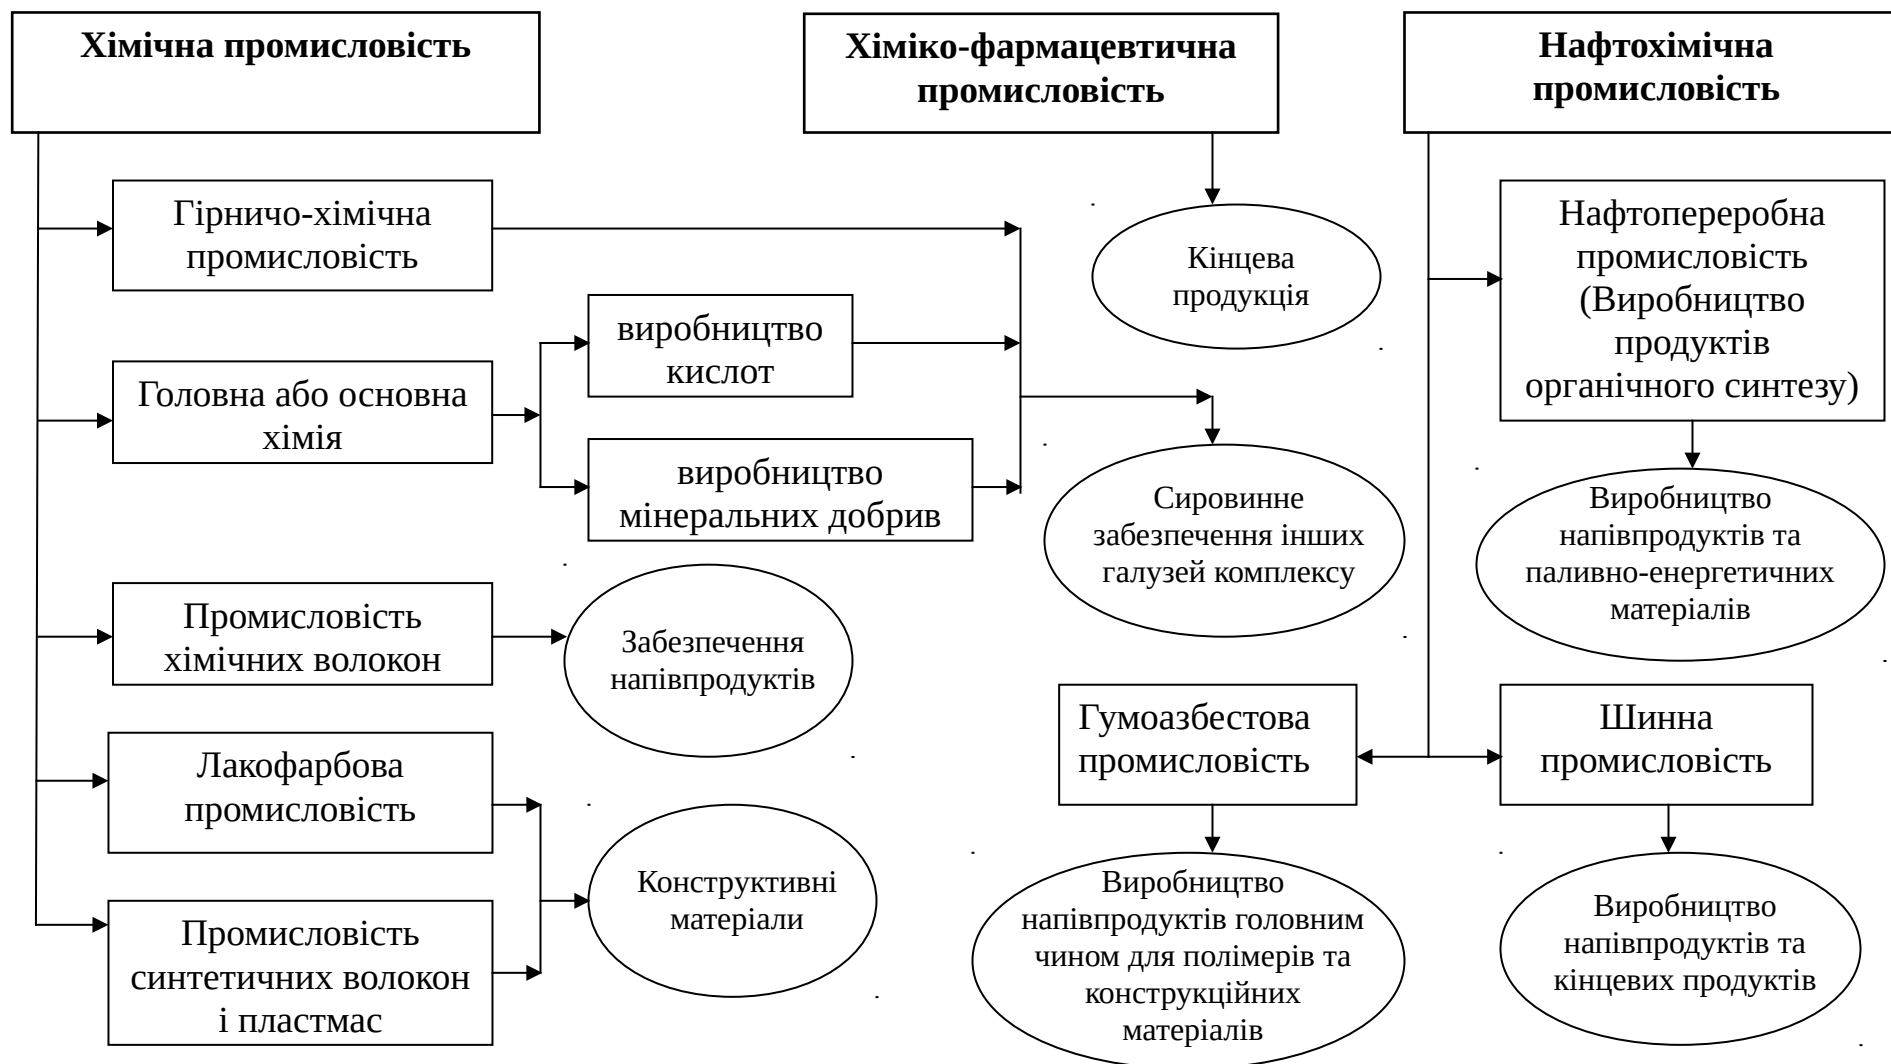 Хімічна промисловість
Хіміко-фармацевтична
промисловість
Нафтохімічна
промисловість
Гірничо-хімічна
промисловість
Головна або основна
хімія
виробництво
кислот
виробництво
мінеральних добрив
Промисловість
хімічних волокон
Забезпечення
напівпродуктів
Лакофарбова
промисловість
Промисловість
синтетичних волокон
і пластмас
Конструктивні
матеріали
Кінцева
продукція
Сировинне
забезпечення інших
галузей комплексу
Нафтопереробна
промисловість
(Виробництво
продуктів
органічного синтезу)
Виробництво
напівпродуктів та
паливно-енергетичних
матеріалів
Гумоазбестова
промисловість
Шинна
промисловість
Виробництво
напівпродуктів головним
чином для полімерів та
конструкційних
матеріалів
Виробництво
напівпродуктів та
кінцевих продуктів